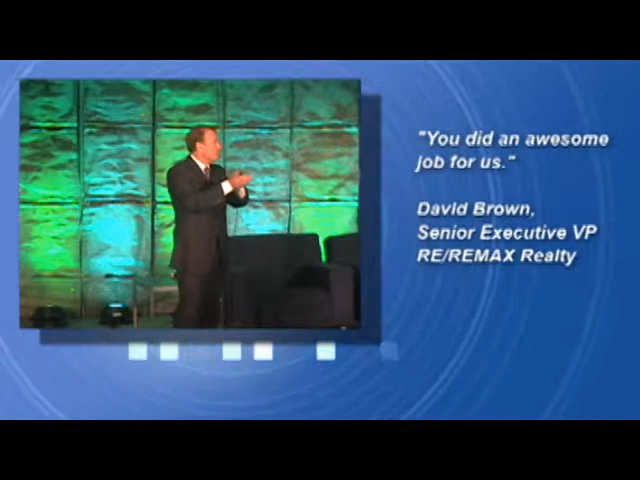 "You did an awesome
job for us."
David Brown,
Senior Executive VP
RE/REMAX Realty